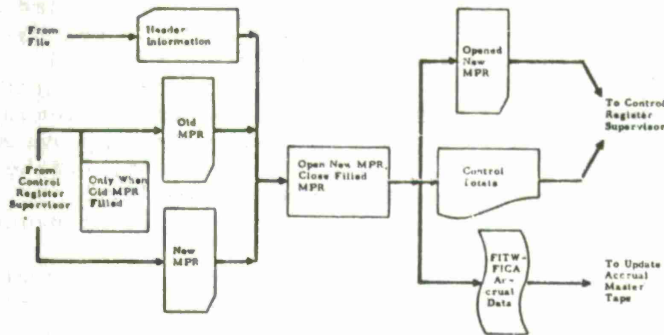 From
File
Header
Information
Old
MPR
From
Control
Register
Supervisor
Only When
Old MPR
Filled
New
MPR
Open New MPR,
Close Filled
MPR
Opened
New
MPR
Control
Totals
FITW-
FICA
Ac-
crual
Data
To Control
Register
Supervisor
To Update
Accrual
Master
Tape